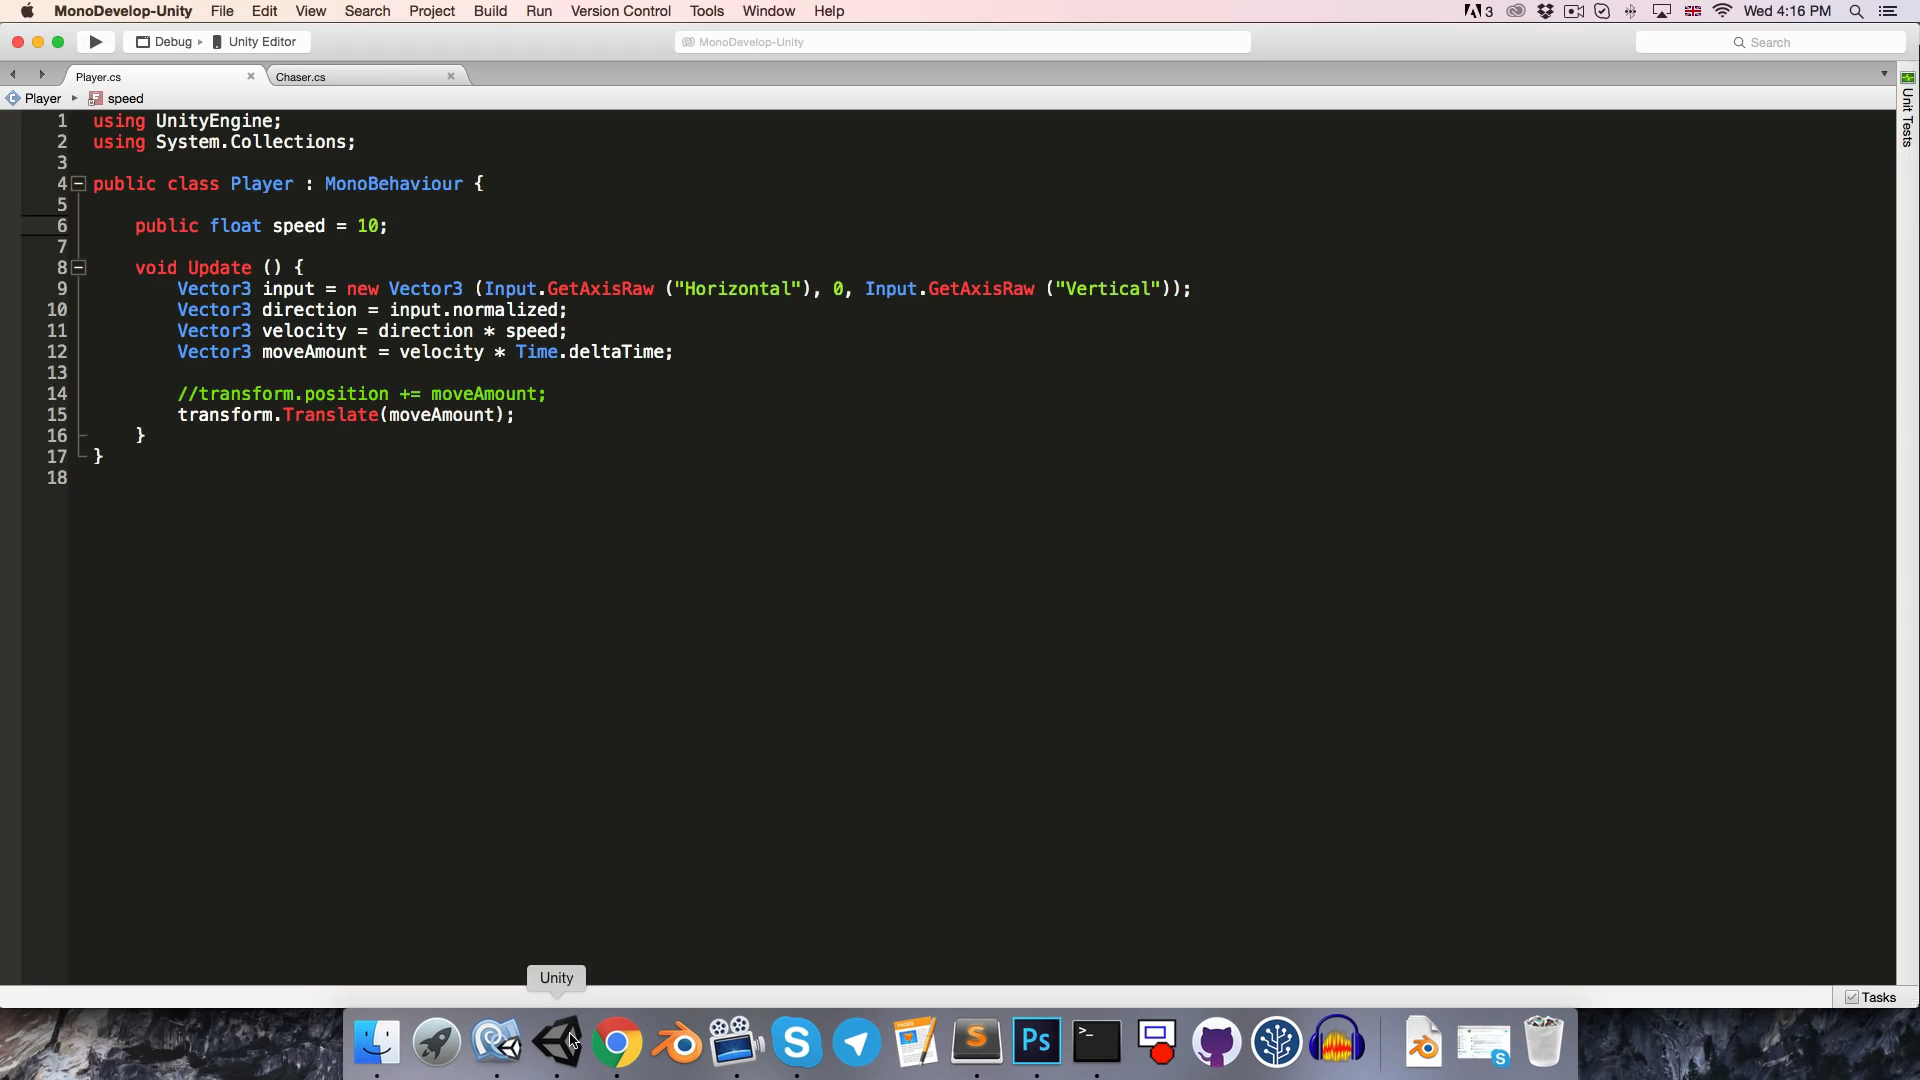 MonoDevelop-Unity File Edit View Search Project Build Run Version Control Tools Window Help 3 Wed 4:16 PM
Debug Unity Editor MonoDevelop-Unity Search
Player.cs Chaser.cs
Player speed
Unit Tests
1 using UnityEngine;
2 using System.Collections;
3
4 public class Player : MonoBehaviour {
5
6 public float speed = 10;
7
8 void Update () {
9 Vector3 input = new Vector3 (Input.GetAxisRaw ("Horizontal"), 0, Input.GetAxisRaw ("Vertical"));
10 Vector3 direction = input.normalized;
11 Vector3 velocity = direction * speed;
12 Vector3 moveAmount = velocity * Time.deltaTime;
13
14 //transform.position += moveAmount;
15 transform.Translate(moveAmount);
16 }
17 }
18
Unity
Tasks
S Ps >_
S